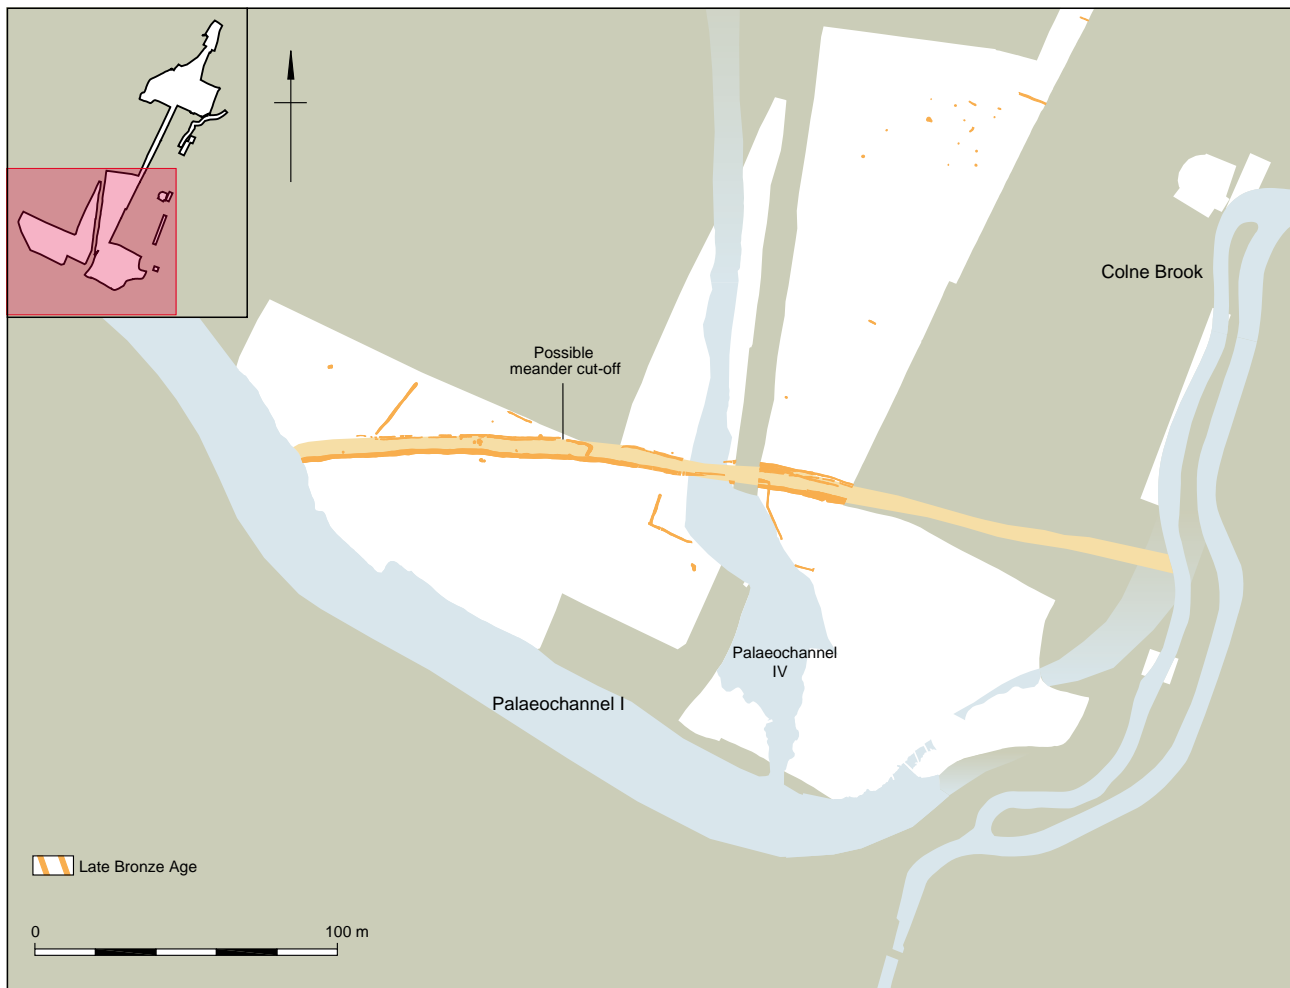 Colne Brook
Possible
meander cut-off
Palaeochannel
IV
Palaeochannel I
Late Bronze Age
0
100 m